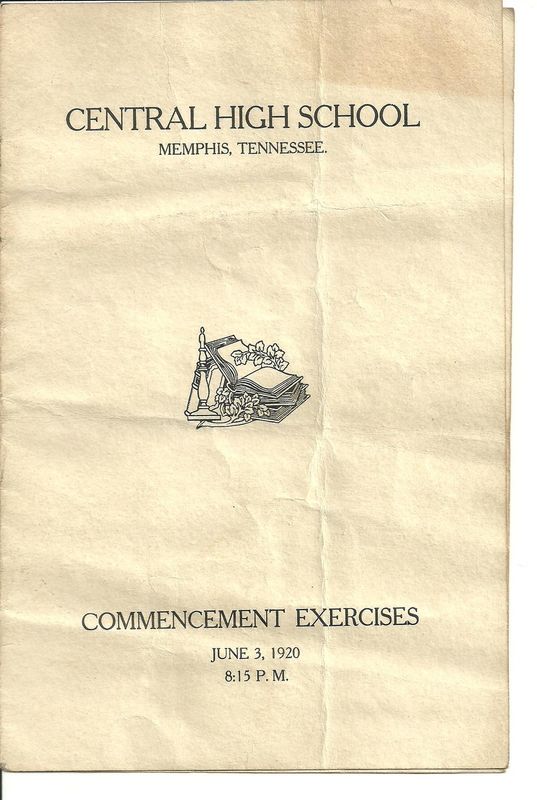 CENTRAL HIGH SCHOOL
MEMPHIS, TENNESSEE.
COMMENCEMENT EXERCISES
JUNE 3, 1920
8:15 P. M.